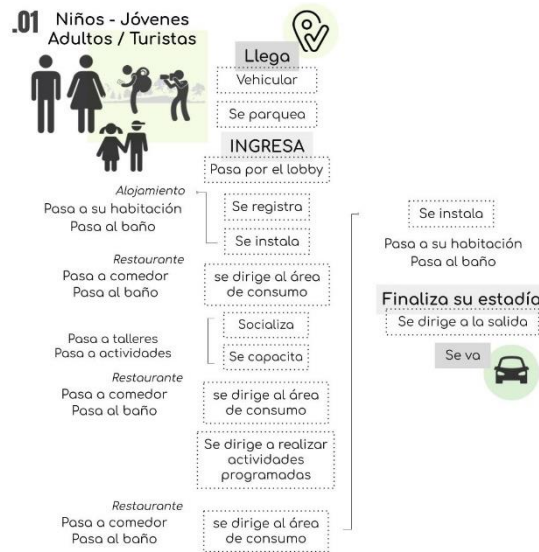 .01
Niños - Jóvenes
Adultos / Turistas
Llega
Vehicular
Se parquea
INGRESA
Pasa por el lobby
Alojamiento
Pasa a su habitación
Pasa al baño
Se registra
Se instala
Restaurante
Pasa a comedor
Pasa al baño
se dirige al área
de consumo
Pasa a talleres
Pasa a actividades
Socializa
Se capacita
Restaurante
Pasa a comedor
Pasa al baño
se dirige al área
de consumo
Se dirige a realizar
actividades
programadas
Restaurante
Pasa a comedor
Pasa al baño
se dirige al área
de consumo
Se instala
Pasa a su habitación
Pasa al baño
Finaliza su estadía
Se dirige a la salida
Se va